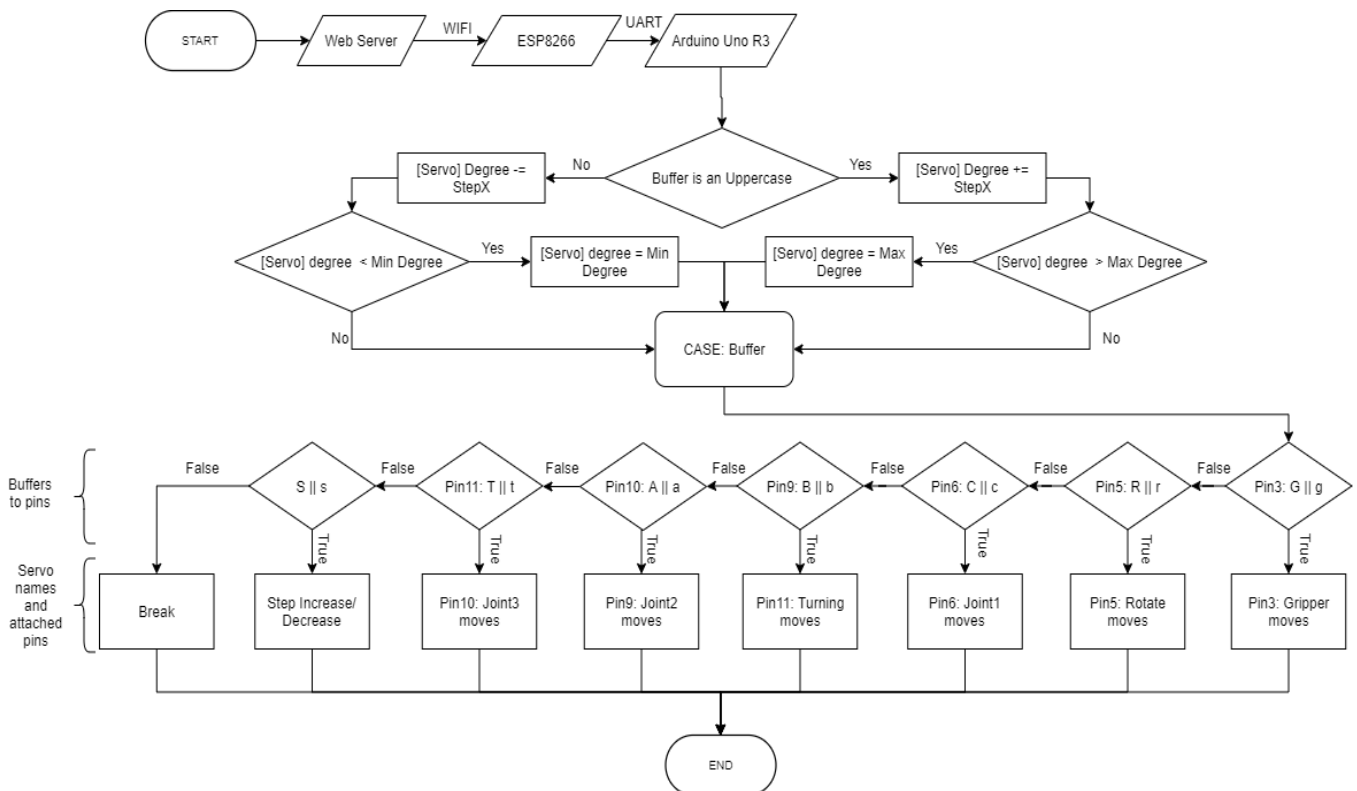 START
Web Server
WIFI
ESP8266
UART
Arduino Uno R3
[Servo] Degree -=
StepX
No
Buffer is an Uppercase
Yes
[Servo] Degree +=
StepX
[Servo] degree < Min Degree
Yes
[Servo] degree = Min
Degree
[Servo] degree = Max
Degree
Yes
[Servo] degree > Max Degree
No
CASE: Buffer
No
Buffers
to pins
False
S || s
False
Pin11: T || t
False
Pin10: A || a
False
Pin9: B || b
False
Pin6: C || c
False
Pin5: R || r
False
Pin3: G || g
True
True
True
True
True
True
True
Servo
names and
attached
pins
Break
Step Increase/
Decrease
Pin10: Joint3
moves
Pin9: Joint2
moves
Pin11: Turning
moves
Pin6: Joint1
moves
Pin5: Rotate
moves
Pin3: Gripper
moves
END